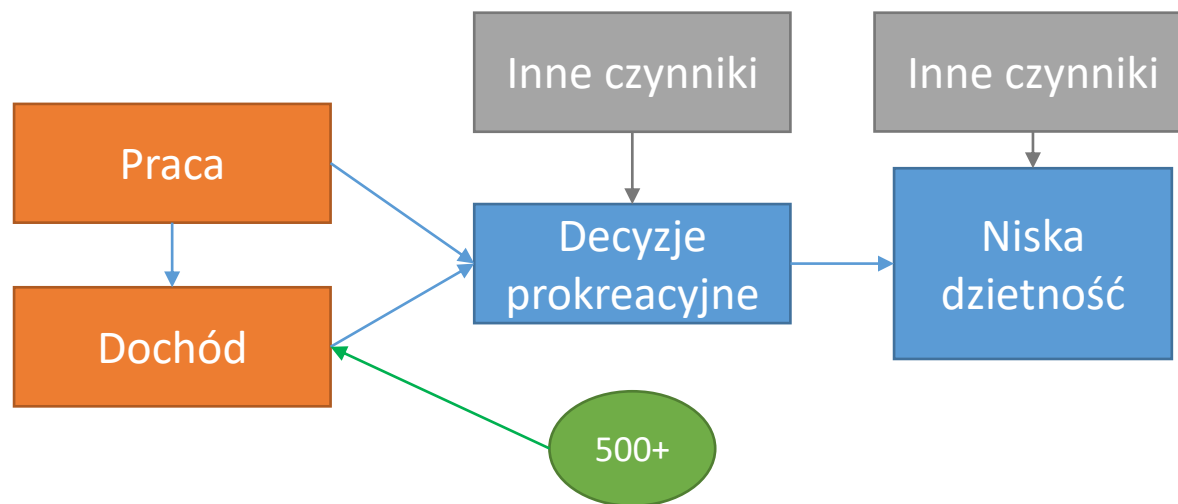 Inne czynniki
Inne czynniki
Praca
Decyzje
prokreacyjne
Niska
dzietność
Dochód
500+